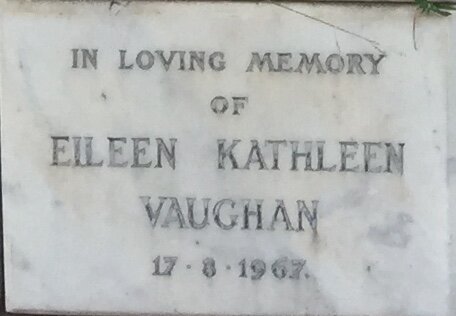 IN LOVING MEMORY
OF
EILEEN KATHLEEN
VAUGHAN
17·8·1967.